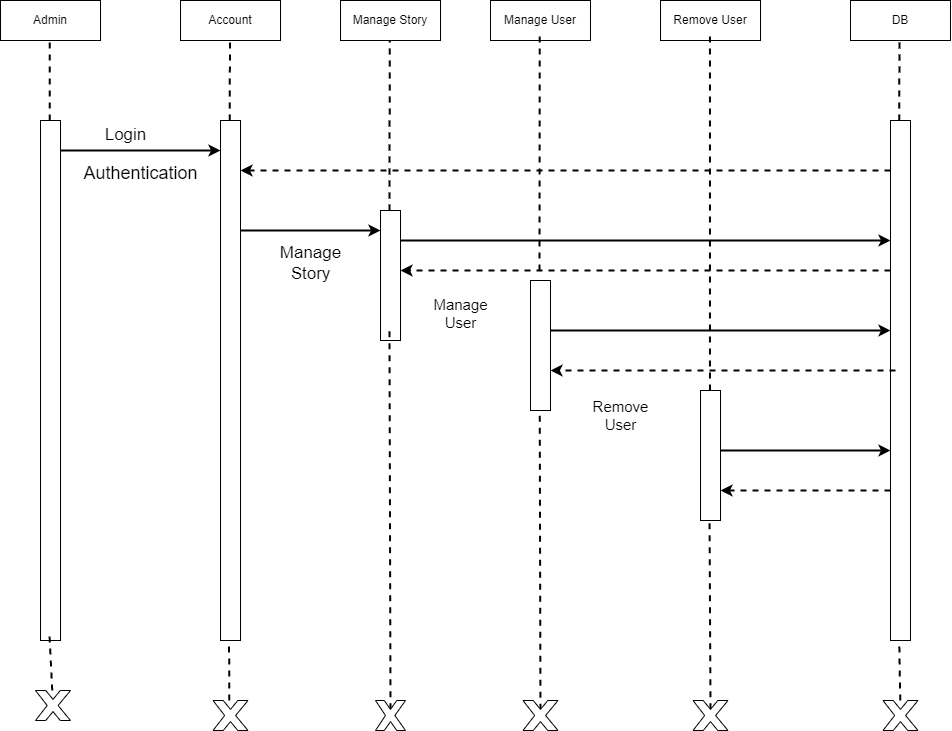 Admin
Account
Manage Story
Manage User
Remove User
DB
Login
Authentication
Manage
Story
Manage
User
Remove
User